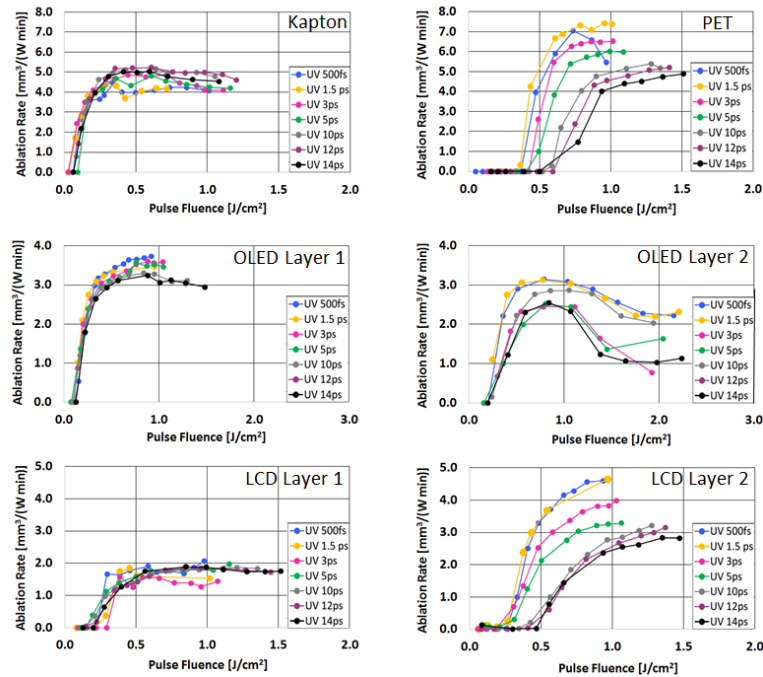 Kapton
8.0
7.0
6.0
5.0
4.0
3.0
2.0
1.0
0.0
Ablation Rate [mm³/(W min)]
0.0 0.5 1.0 1.5 2.0
Pulse Fluence [J/cm²]
UV 500fs
UV 1.5 ps
UV 3ps
UV 5ps
UV 10ps
UV 12ps
UV 14ps
PET
8.0
7.0
6.0
5.0
4.0
3.0
2.0
1.0
0.0
Ablation Rate [mm³/(W min)]
0.0 0.5 1.0 1.5 2.0
Pulse Fluence [J/cm²]
UV 500fs
UV 1.5 ps
UV 3ps
UV 5ps
UV 10ps
UV 12ps
UV 14ps
OLED Layer 1
4.0
3.0
2.0
1.0
0.0
Ablation Rate [mm³/(W min)]
0.0 1.0 2.0 3.0
Pulse Fluence [J/cm²]
UV 500fs
UV 1.5 ps
UV 3ps
UV 5ps
UV 10ps
UV 12ps
UV 14ps
OLED Layer 2
4.0
3.0
2.0
1.0
0.0
Ablation Rate [mm³/(W min)]
0.0 1.0 2.0 3.0
Pulse Fluence [J/cm²]
UV 500fs
UV 1.5 ps
UV 3ps
UV 5ps
UV 10ps
UV 12ps
UV 14ps
LCD Layer 1
5.0
4.0
3.0
2.0
1.0
0.0
Ablation Rate [mm³/(W min)]
0.0 0.5 1.0 1.5 2.0
Pulse Fluence [J/cm²]
UV 500fs
UV 1.5 ps
UV 3ps
UV 5ps
UV 10ps
UV 12ps
UV 14ps
LCD Layer 2
5.0
4.0
3.0
2.0
1.0
0.0
Ablation Rate [mm³/(W min)]
0.0 0.5 1.0 1.5 2.0
Pulse Fluence [J/cm²]
UV 500fs
UV 1.5 ps
UV 3ps
UV 5ps
UV 10ps
UV 12ps
UV 14ps